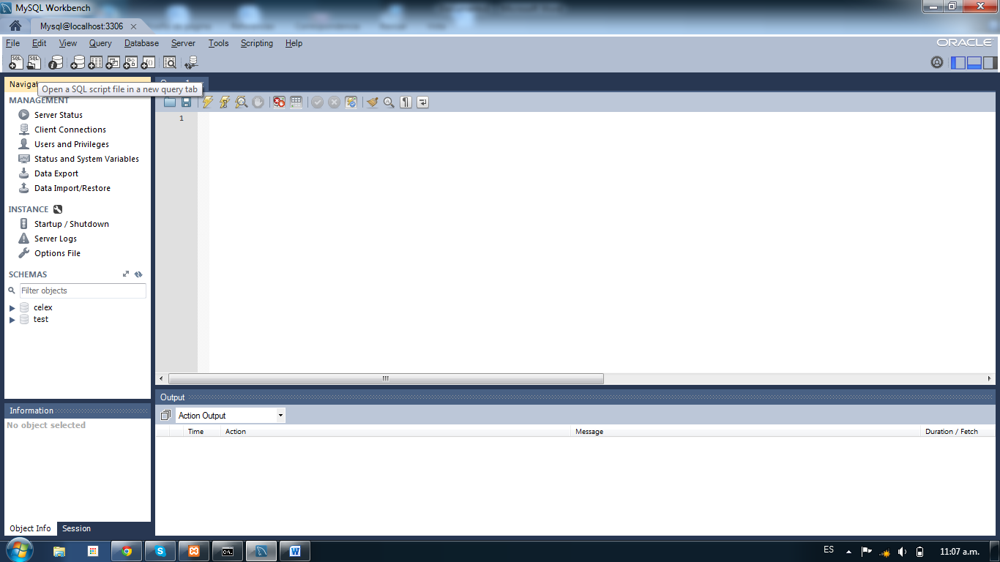 MySQL Workbench
Mysql@localhost:3306
File Edit View Query Database Server Tools Scripting Help
ORACLE
SQL SQL
Open a SQL script file in a new query tab
MANAGEMENT
Server Status
Client Connections
Users and Privileges
Status and System Variables
Data Export
Data Import/Restore
INSTANCE
Startup / Shutdown
Server Logs
Options File
SCHEMAS
Filter objects
celex
test
Information
No object selected
Object Info Session
1
Output
Action Output
Time Action Message Duration / Fetch
ES
11:07 a.m.